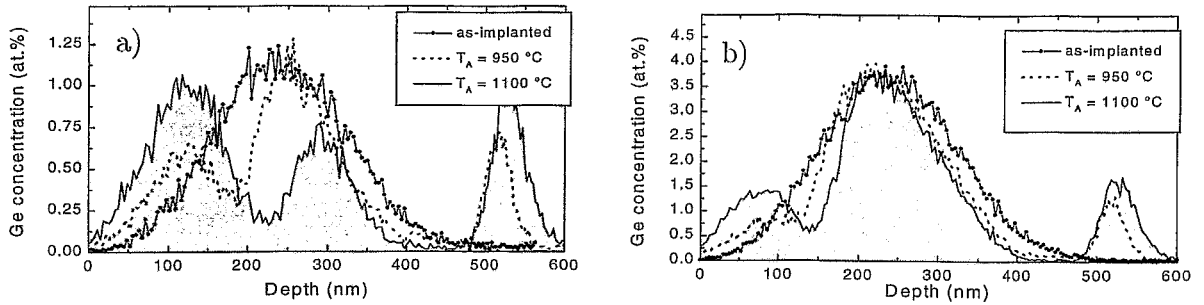 a)
Ge concentration (at.%)
1.25
1.00
0.75
0.50
0.25
0.00
0 100 200 300 400 500 600
Depth (nm)
as-implanted
T_A = 950 °C
T_A = 1100 °C
b)
Ge concentration (at.%)
4.5
4.0
3.5
3.0
2.5
2.0
1.5
1.0
0.5
0.0
0 100 200 300 400 500 600
Depth (nm)
as-implanted
T_A = 950 °C
T_A = 1100 °C